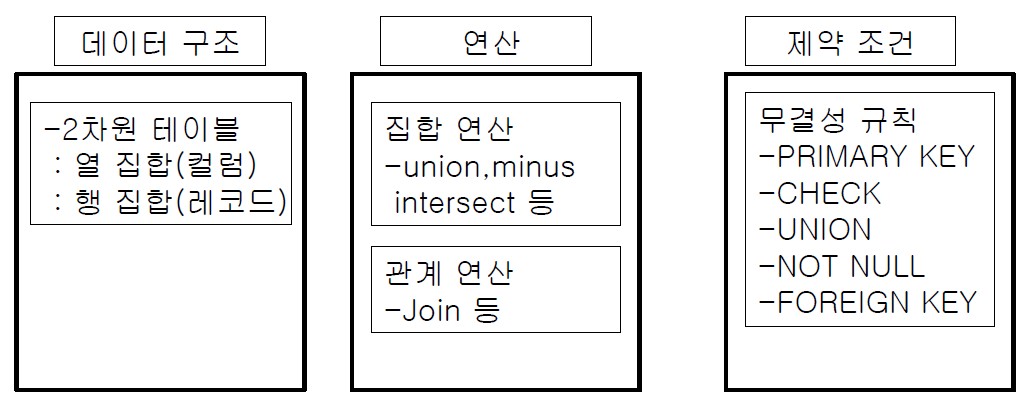 데이터 구조
-2차원 테이블
: 열 집합(컬럼)
: 행 집합(레코드)
연산
집합 연산
-union,minus
intersect 등
관계 연산
-Join 등
제약 조건
무결성 규칙
-PRIMARY KEY
-CHECK
-UNION
-NOT NULL
-FOREIGN KEY